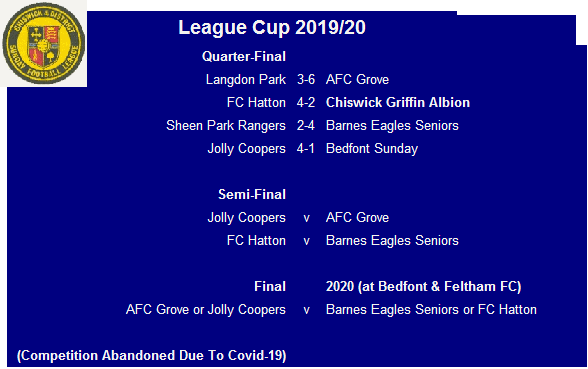 CHISWICK & DISTRICT
SUNDAY FOOTBALL LEAGUE
League Cup 2019/20
Quarter-Final
Langdon Park 3-6 AFC Grove
FC Hatton 4-2 Chiswick Griffin Albion
Sheen Park Rangers 2-4 Barnes Eagles Seniors
Jolly Coopers 4-1 Bedfont Sunday
Semi-Final
Jolly Coopers v AFC Grove
FC Hatton v Barnes Eagles Seniors
Final 2020 (at Bedfont & Feltham FC)
AFC Grove or Jolly Coopers v Barnes Eagles Seniors or FC Hatton
(Competition Abandoned Due To Covid-19)